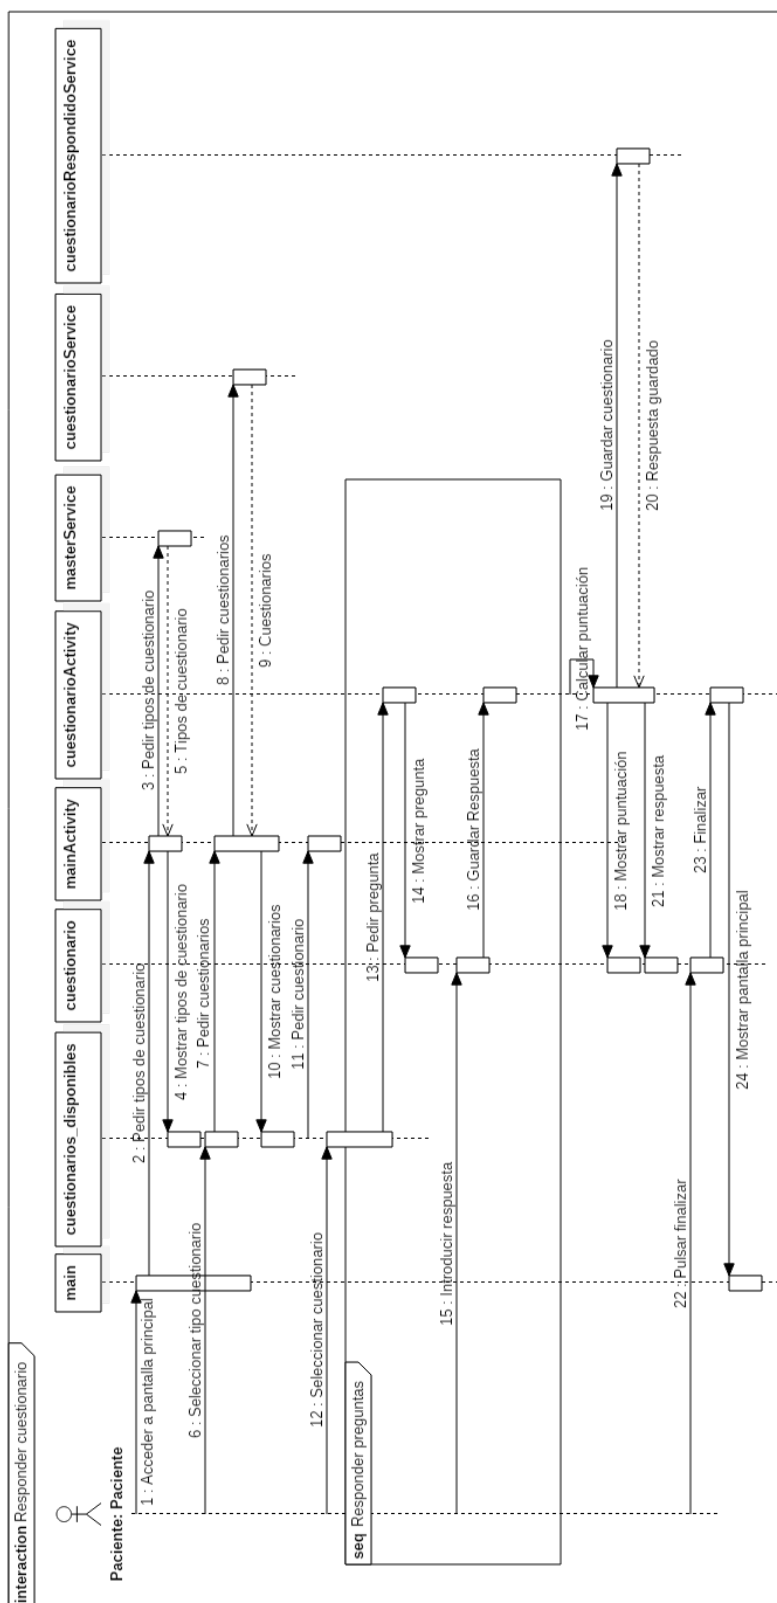 interaction Responder cuestionario
Paciente: Paciente
main
cuestionarios_disponibles
cuestionario
mainActivity
cuestionarioActivity
masterService
cuestionarioService
cuestionarioRespondidoService
1 : Acceder a pantalla principal
2 : Pedir tipos de cuestionario
3 : Pedir tipos de cuestionario
4 : Mostrar tipos de cuestionario
5 : Tipos de cuestionario
6 : Seleccionar tipo cuestionario
7 : Pedir cuestionarios
8 : Pedir cuestionarios
9 : Cuestionarios
10 : Mostrar cuestionarios
11 : Pedir cuestionario
12 : Seleccionar cuestionario
seq Responder preguntas
13 : Pedir pregunta
14 : Mostrar pregunta
15 : Introducir respuesta
16 : Guardar Respuesta
17 : Calcular puntuación
18 : Mostrar puntuación
19 : Guardar cuestionario
20 : Respuesta guardado
21 : Mostrar respuesta
22 : Pulsar finalizar
23 : Finalizar
24 : Mostrar pantalla principal